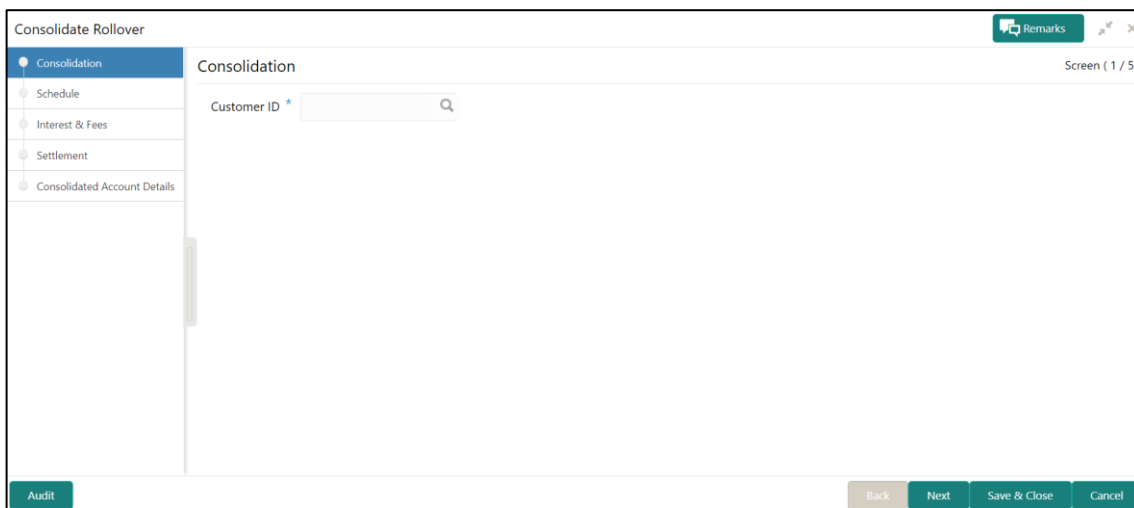 Consolidate Rollover
Remarks
Consolidation
Schedule
Interest & Fees
Settlement
Consolidated Account Details
Consolidation
Screen ( 1 / 5
Customer ID *
Audit
Back
Next
Save & Close
Cancel